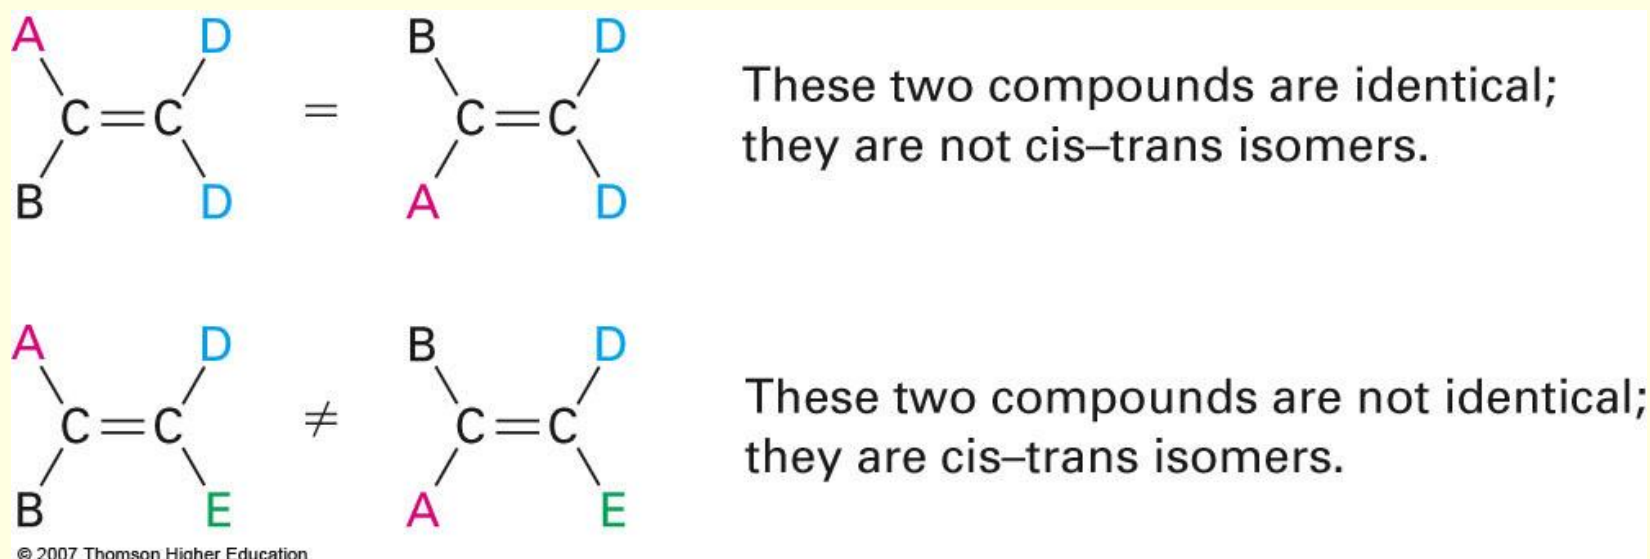 A D B D
C=C = C=C
B D A D
These two compounds are identical;
they are not cis–trans isomers.
A D B D
C=C ≠ C=C
B E A E
These two compounds are not identical;
they are cis–trans isomers.
© 2007 Thomson Higher Education